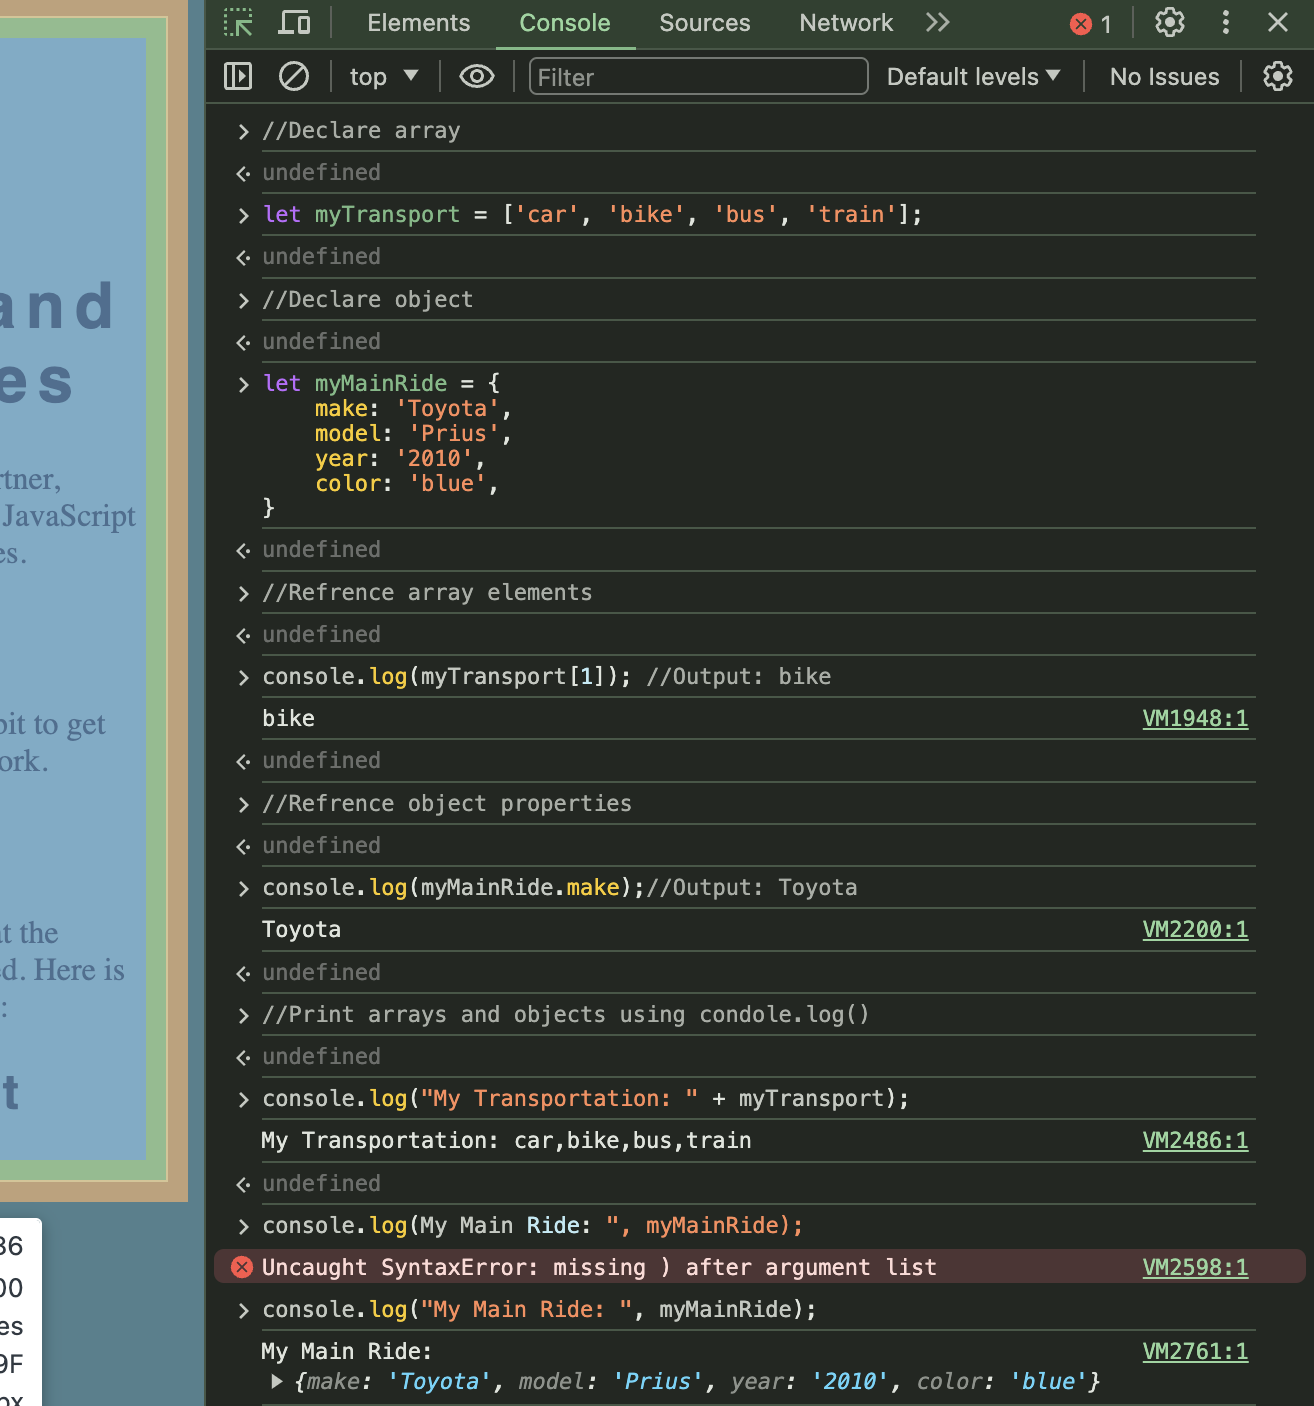 Elements Console Sources Network 1
top Filter Default levels No Issues
//Declare array
undefined
let myTransport = ['car', 'bike', 'bus', 'train'];
undefined
//Declare object
undefined
let myMainRide = {
make: 'Toyota',
model: 'Prius',
year: '2010',
color: 'blue',
}
undefined
//Refrence array elements
undefined
console.log(myTransport[1]); //Output: bike
bike VM1948:1
undefined
//Refrence object properties
undefined
console.log(myMainRide.make);//Output: Toyota
Toyota VM2200:1
undefined
//Print arrays and objects using condole.log()
undefined
console.log("My Transportation: " + myTransport);
My Transportation: car,bike,bus,train VM2486:1
undefined
console.log(My Main Ride: ", myMainRide);
Uncaught SyntaxError: missing ) after argument list VM2598:1
console.log("My Main Ride: ", myMainRide);
My Main Ride: VM2761:1
{make: 'Toyota', model: 'Prius', year: '2010', color: 'blue'}
and
es
rtner,
JavaScript
es.
bit to get
ork.
at the
ed. Here is
:
t
36
00
es
9F